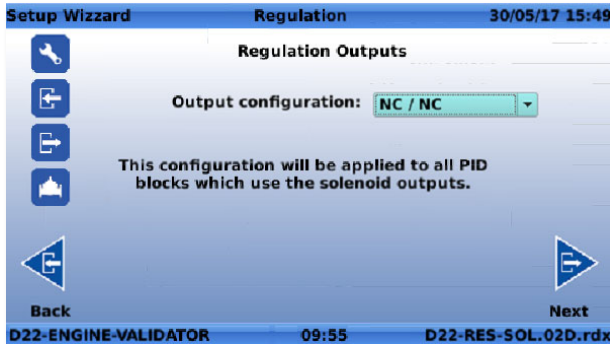 Setup Wizzard Regulation 30/05/17 15:49
Regulation Outputs
Output configuration: NC / NC
This configuration will be applied to all PID
blocks which use the solenoid outputs.
Back Next
D22-ENGINE-VALIDATOR 09:55 D22-RES-SOL.02D.rdx